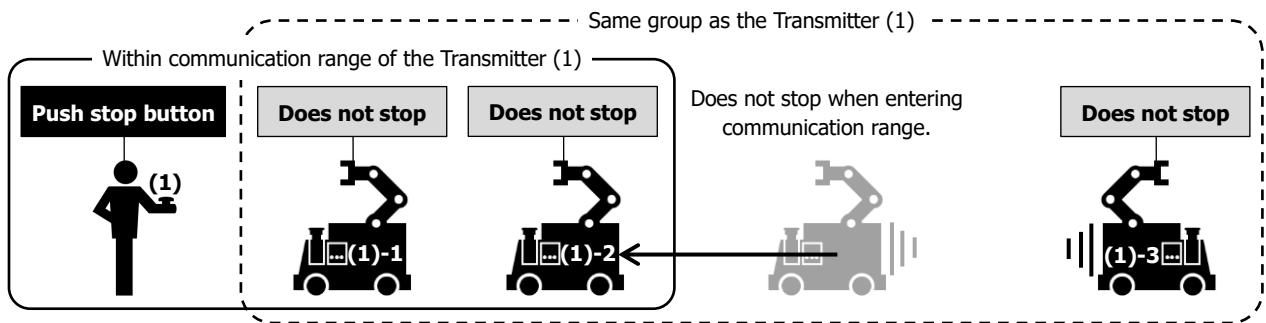 Same group as the Transmitter (1)
Within communication range of the Transmitter (1)
Push stop button
Does not stop
Does not stop
Does not stop when entering
communication range.
Does not stop
(1)
...
(1)-1
...
(1)-2
...
(1)-3
...